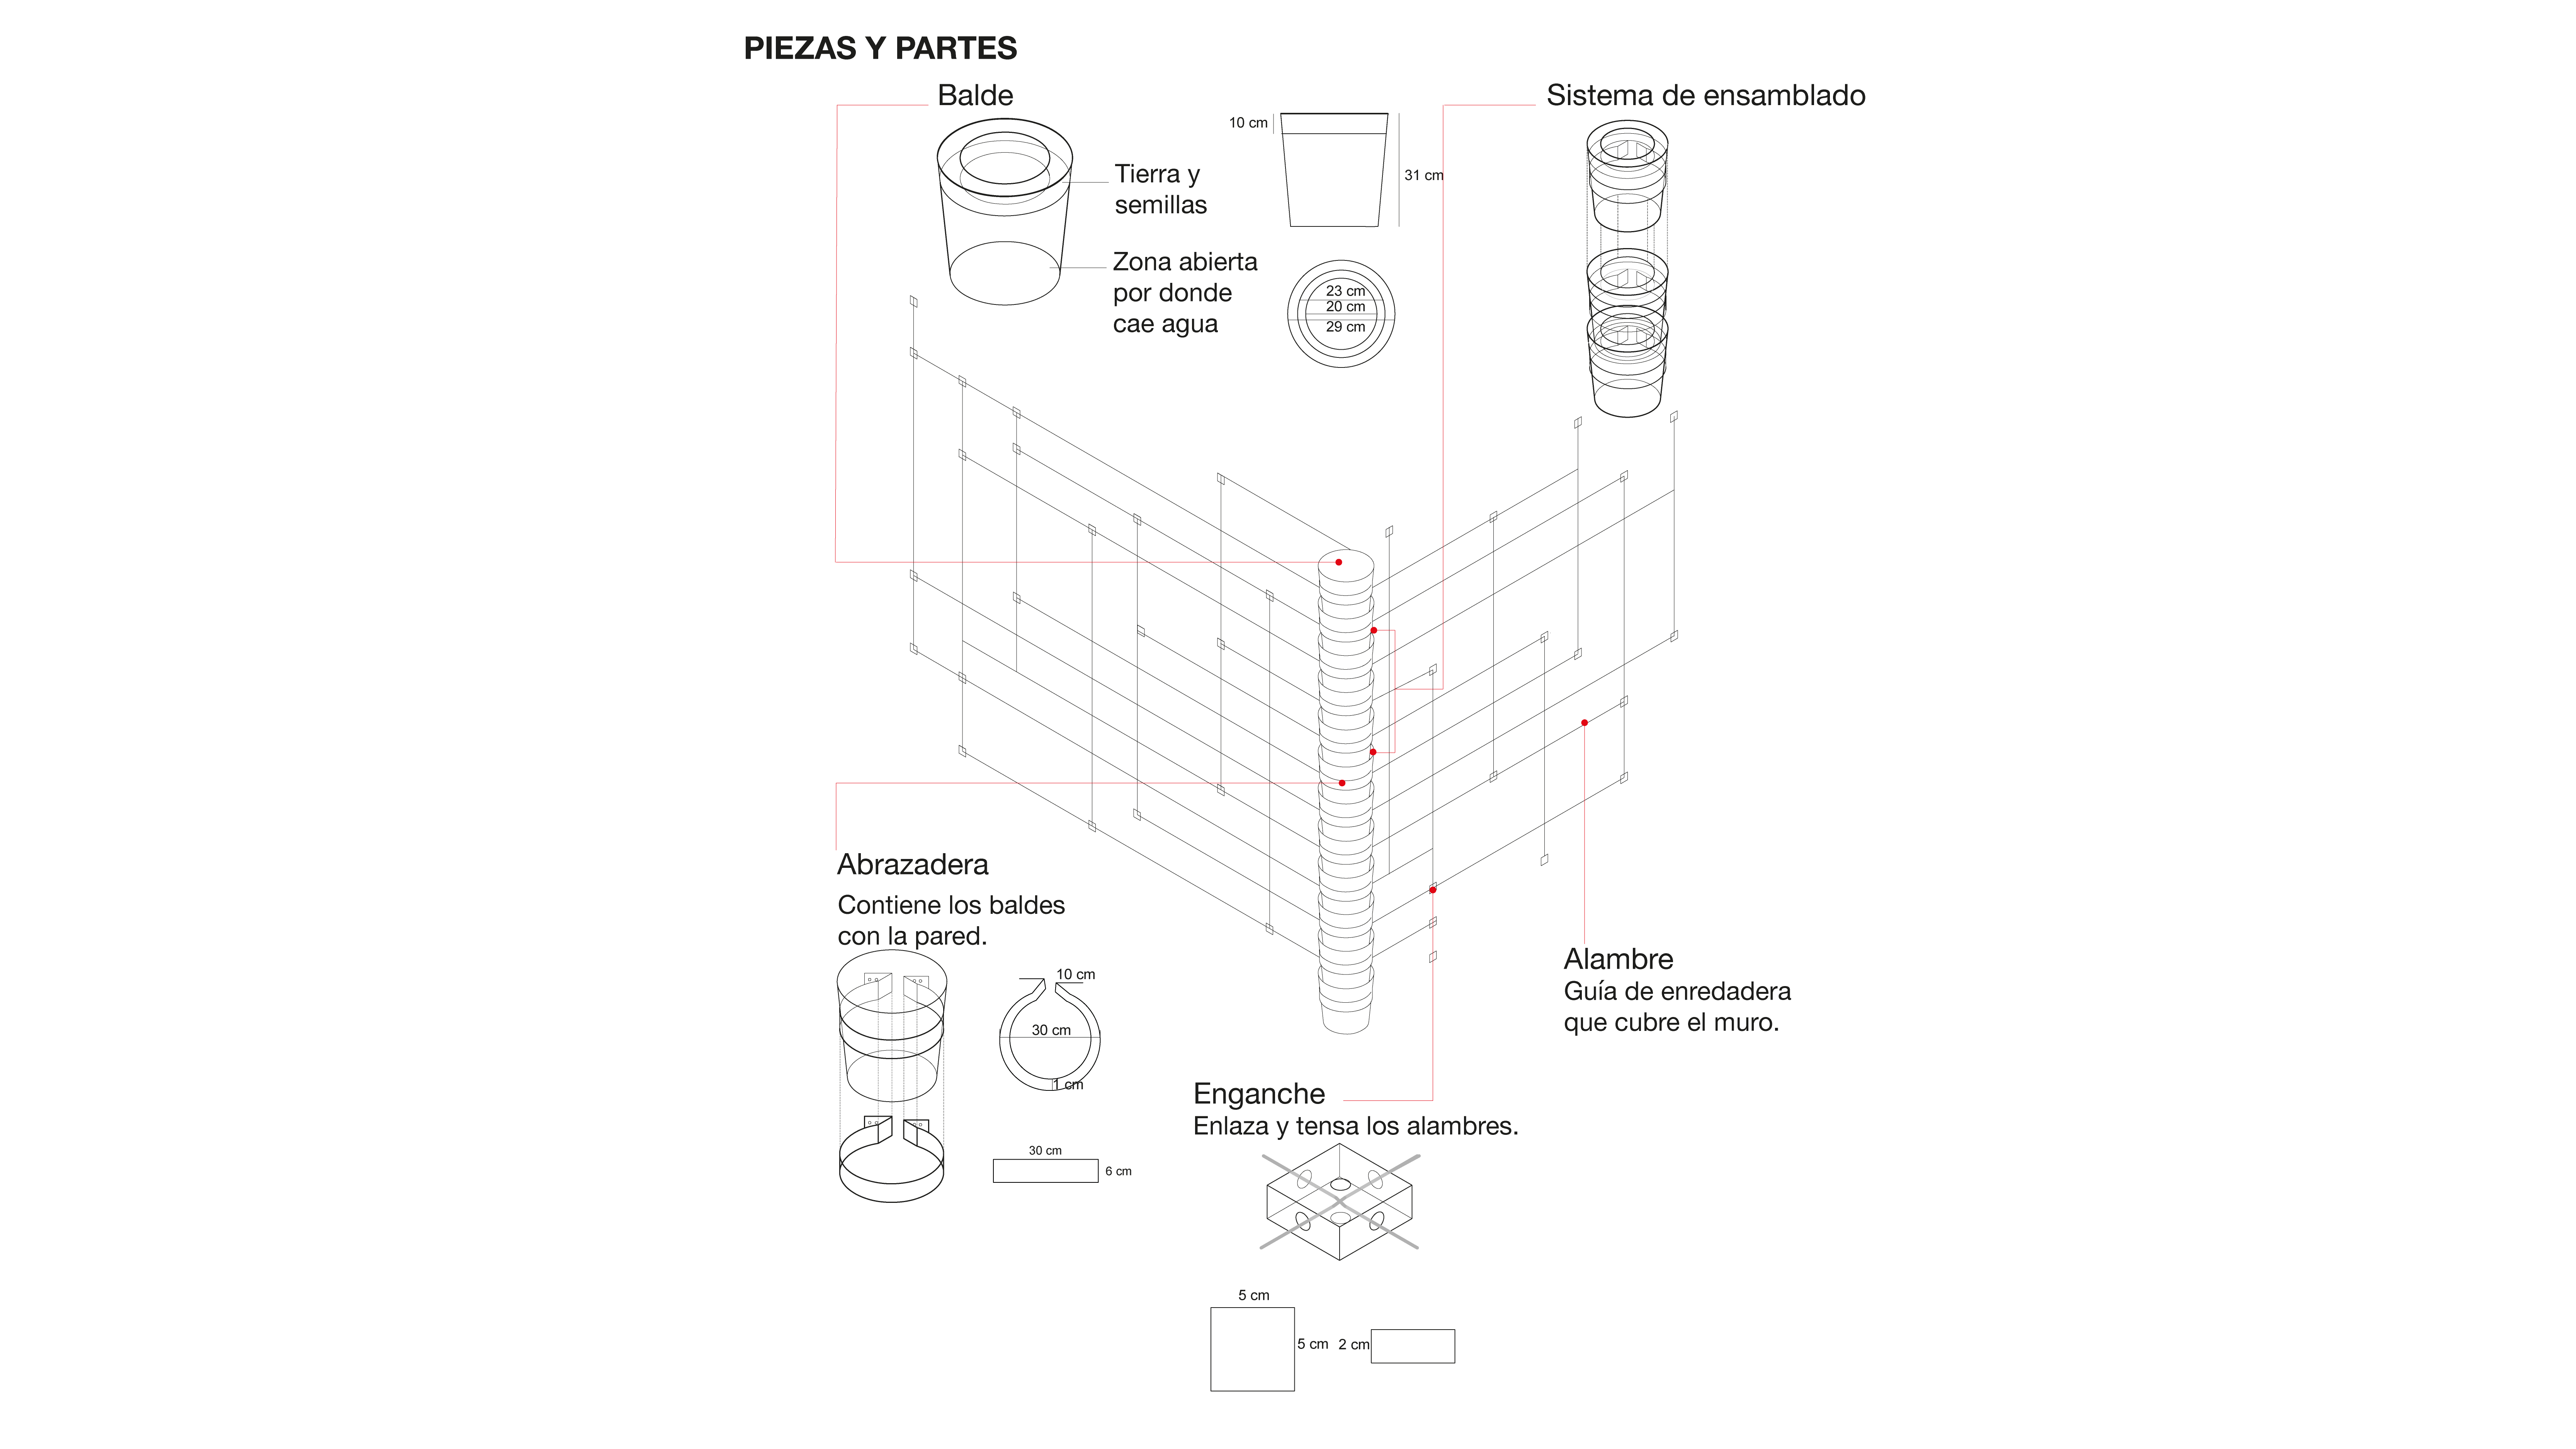 PIEZAS Y PARTES
Balde
Tierra y
semillas
Zona abierta
por donde
cae agua
10 cm
31 cm
23 cm
20 cm
29 cm
Sistema de ensamblado
Abrazadera
Contiene los baldes
con la pared.
10 cm
30 cm
1 cm
30 cm
6 cm
Alambre
Guía de enredadera
que cubre el muro.
Enganche
Enlaza y tensa los alambres.
5 cm
5 cm
2 cm